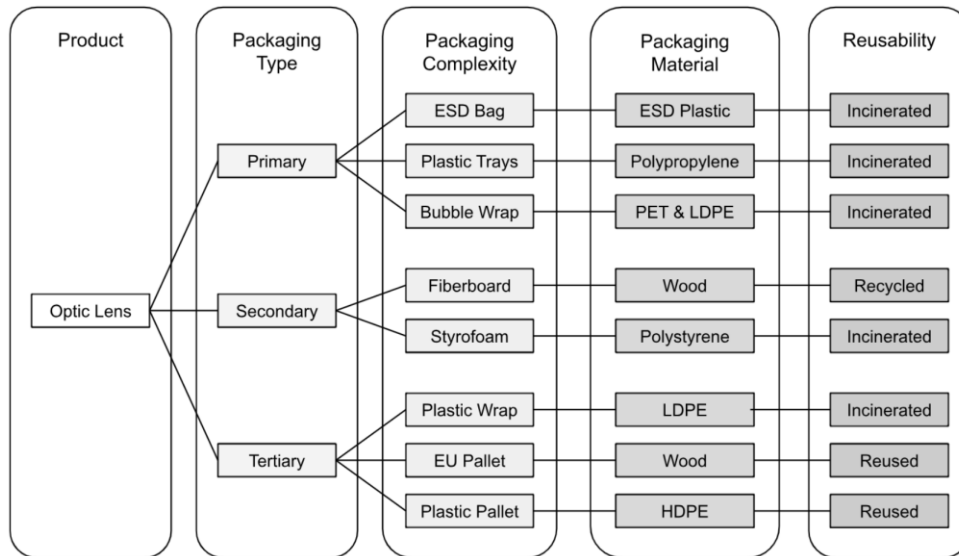 Product
Packaging
Type
Packaging
Complexity
Packaging
Material
Reusability
Optic Lens
Primary
Secondary
Tertiary
ESD Bag
ESD Plastic
Incinerated
Plastic Trays
Polypropylene
Incinerated
Bubble Wrap
PET & LDPE
Incinerated
Fiberboard
Wood
Recycled
Styrofoam
Polystyrene
Incinerated
Plastic Wrap
LDPE
Incinerated
EU Pallet
Wood
Reused
Plastic Pallet
HDPE
Reused